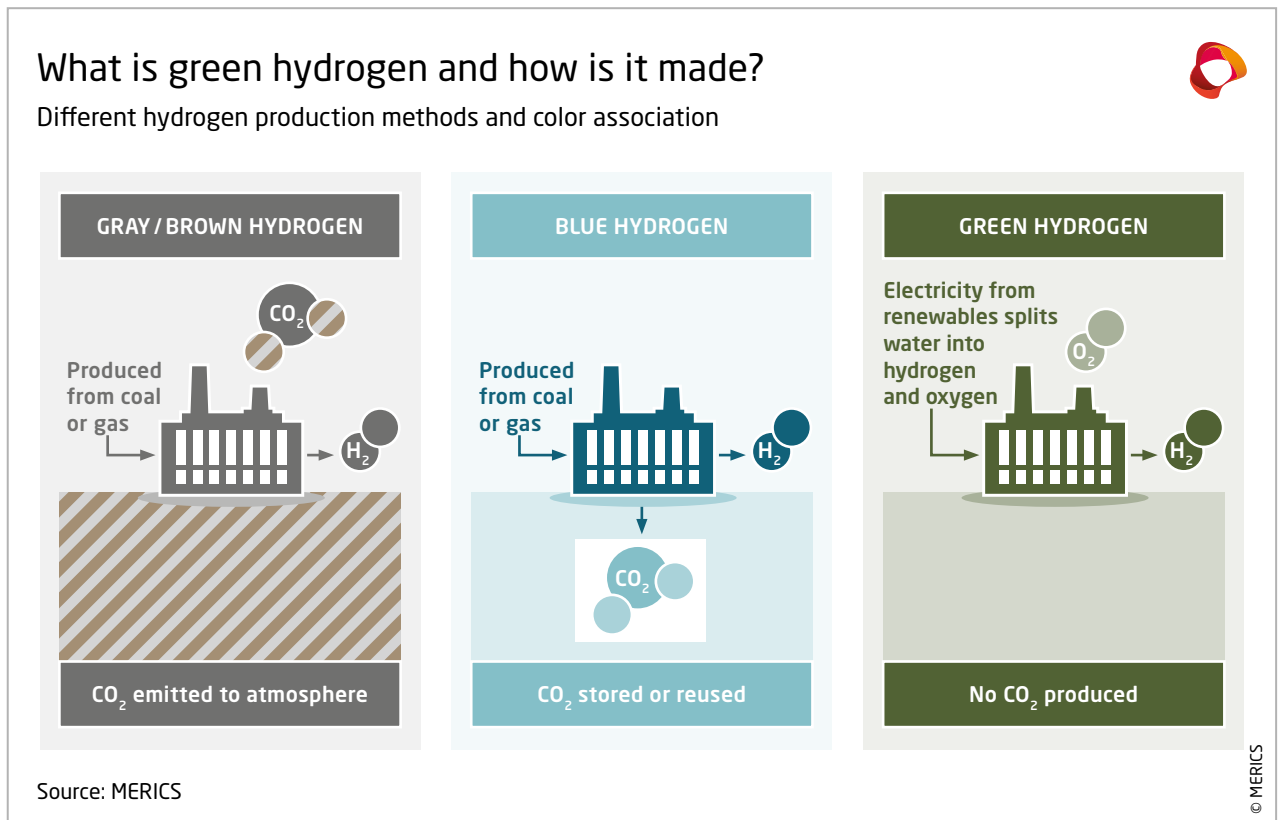 What is green hydrogen and how is it made?
Different hydrogen production methods and color association
GRAY / BROWN HYDROGEN
CO₂
Produced
from coal
or gas
H₂
CO₂ emitted to atmosphere
BLUE HYDROGEN
Produced
from coal
or gas
H₂
CO₂
CO₂ stored or reused
GREEN HYDROGEN
Electricity from
renewables splits
water into
hydrogen
and oxygen
O₂
H₂
No CO₂ produced
Source: MERICS
© MERICS